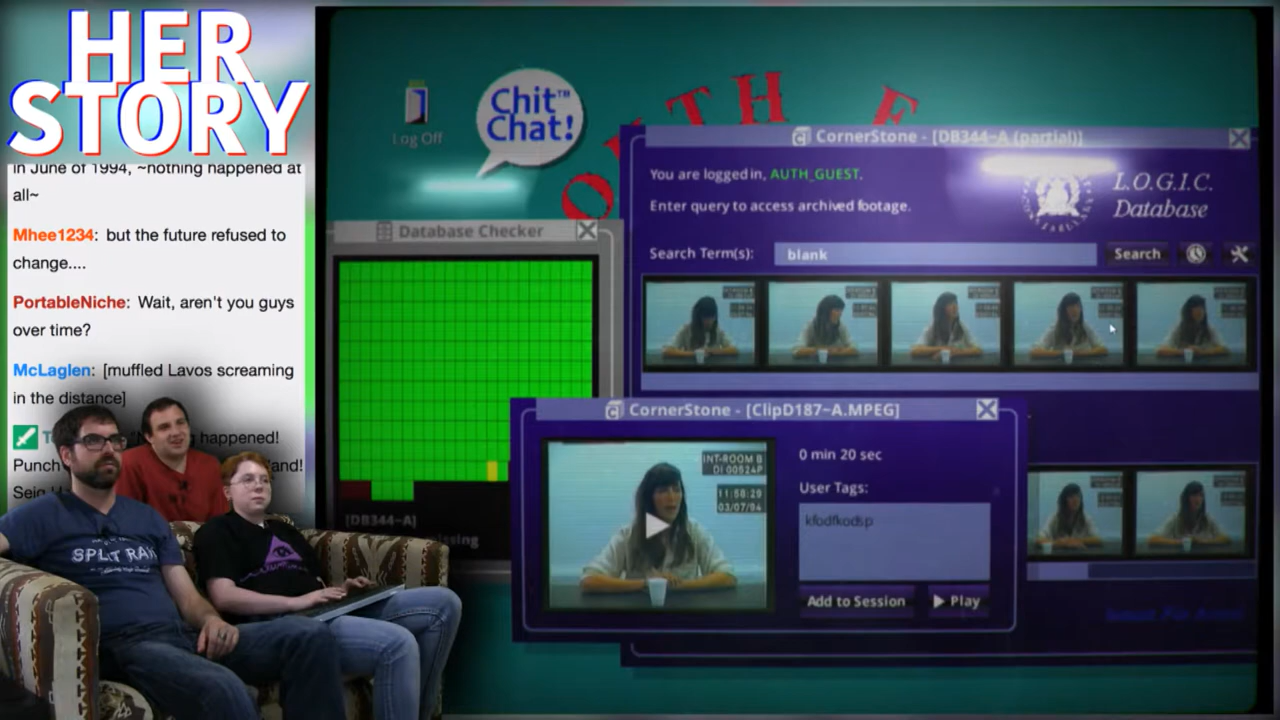 HER
STORY
in June of 1994, ~nothing happened at
all~
Mhee1234: but the future refused to
change....
PortableNiche: Wait, aren't you guys
over time?
McLaglen: [muffled Lavos screaming
in the distance]
happened!
Punch and!
SPLIT
Log Off
Chit™
Chat!
O T H E
CornerStone - [DB344-A (partial)]
You are logged in, AUTH_GUEST.
Enter query to access archived footage.
L.O.G.I.C.
Database
Search Term(s): blank Search
Database Checker
[DB344-A]
CornerStone - [ClipD187~A.MPEG]
INT-ROOM B
DI 00524P
11:58:29
03/07/94
0 min 20 sec
User Tags:
kfodfkodsp
Add to Session
Play